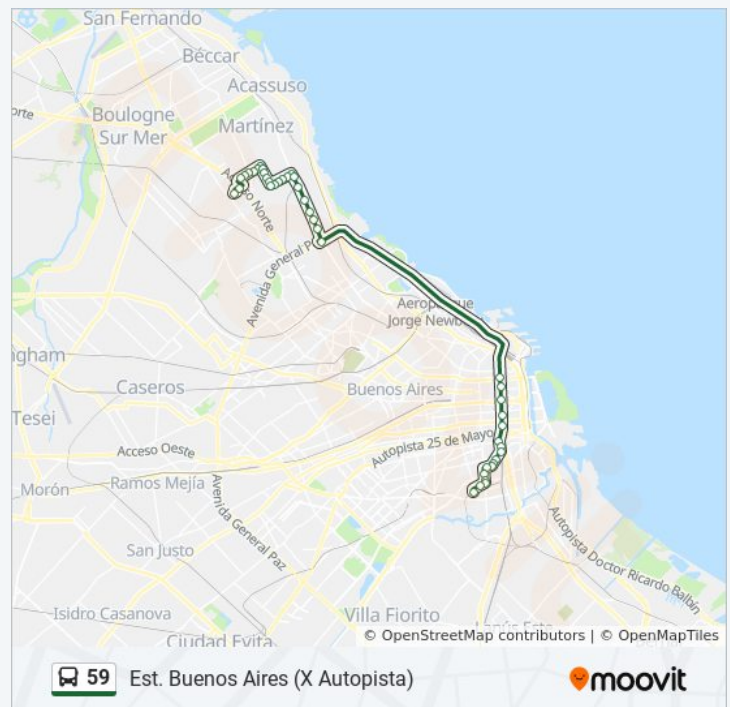 San Fernando
Béccar
Acassuso
Boulogne
Sur Mer
Martínez
Acceso Norte
Avenida General
Aeroparque
Jorge Newbery
Caseros
Buenos Aires
Tesei
Autopista 25 de Mayo
Acceso Oeste
Morón
Ramos Mejía
Avenida General Paz
Autopista Doctor Ricardo Balbín
San Justo
Isidro Casanova
Villa Fiorito
Ciudad Evita
© OpenStreetMap contributors | © OpenMapTiles
59 Est. Buenos Aires (X Autopista)
moovit